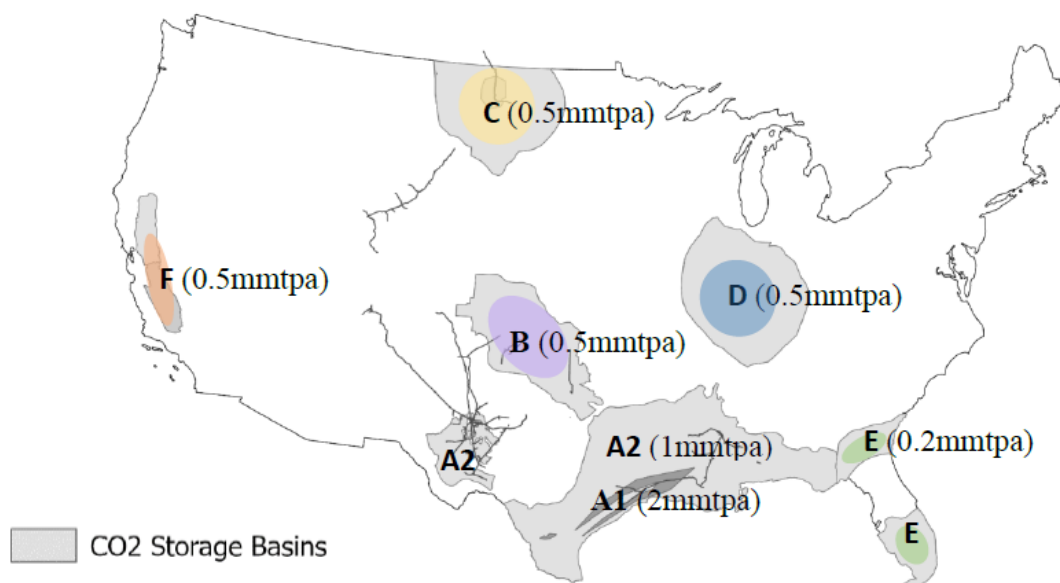 C (0.5mmtpa)
F (0.5mmtpa)
D (0.5mmtpa)
B (0.5mmtpa)
E (0.2mmtpa)
A2 (1mmtpa)
A2
A1 (2mmtpa)
E
CO2 Storage Basins